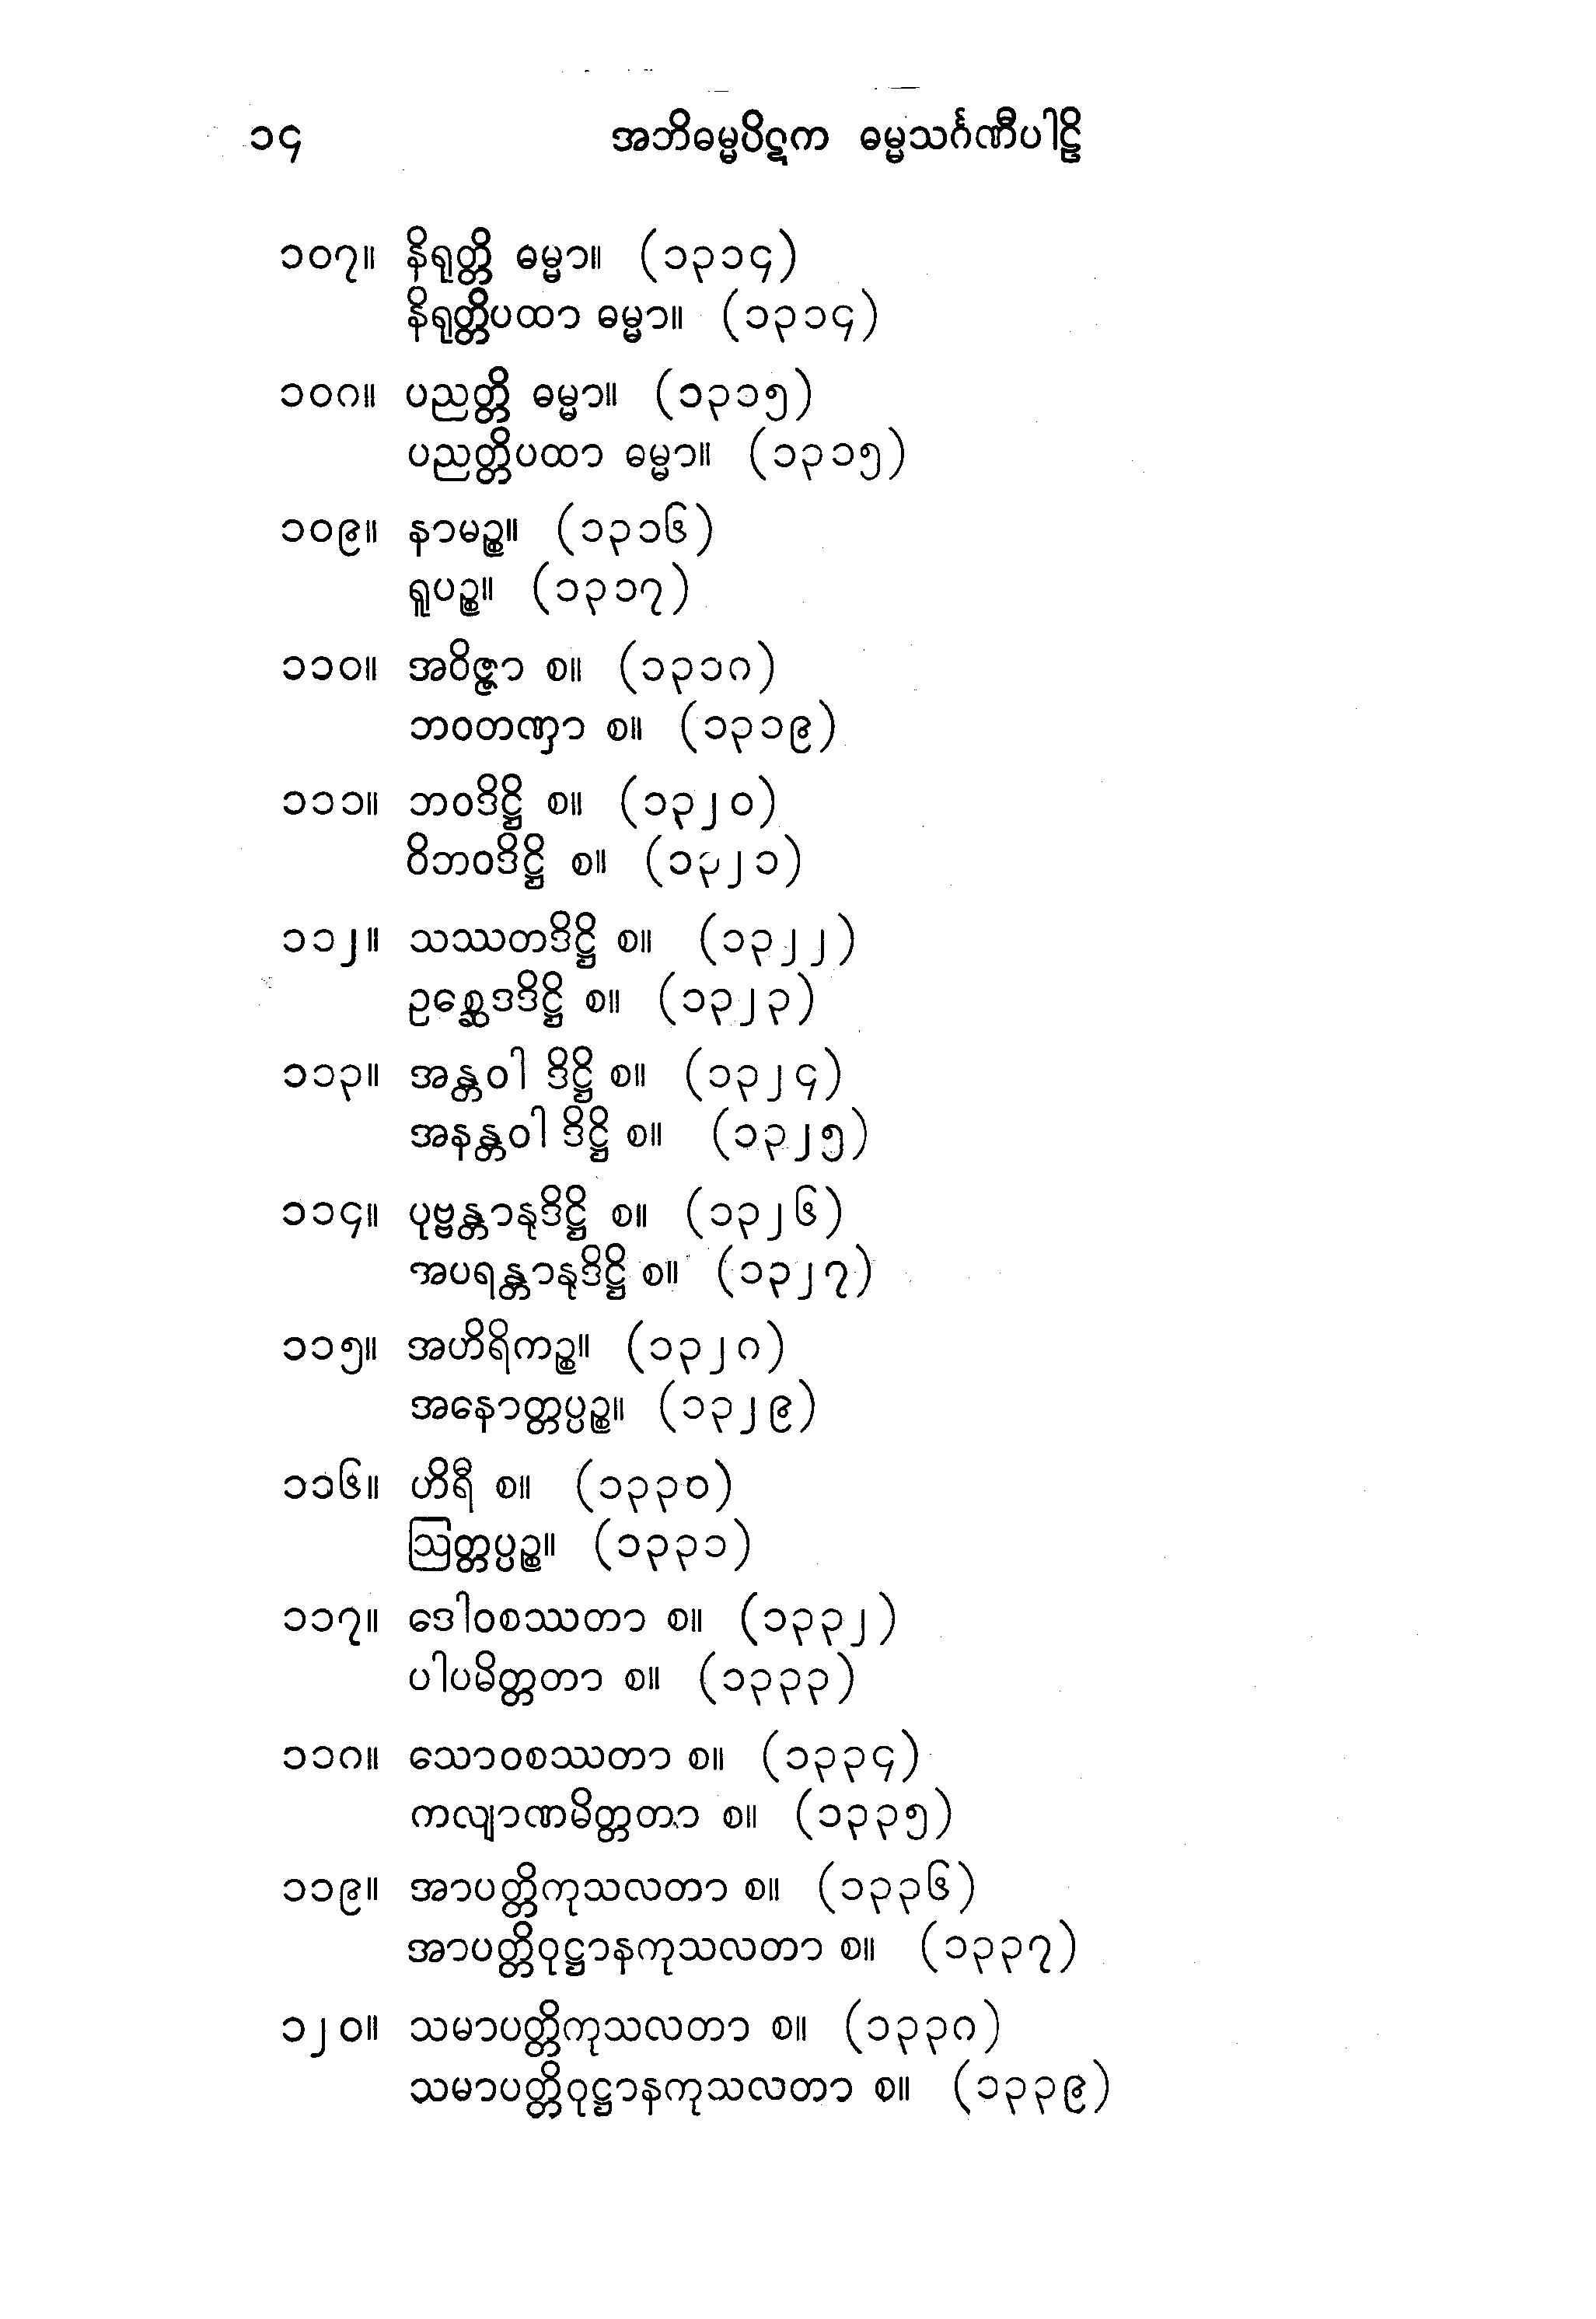 ၁၄ အဘိဓမ္မပိဋက ဓမ္မသင်္ဂဏီပါဠိ
၁၀၇။ နိရုတ္တိ ဓမ္မာ။ (၁၃၁၄)
နိရုတ္တိပထာ ဓမ္မာ။ (၁၃၁၄)
၁၀၈။ ပညတ္တိ ဓမ္မာ။ (၁၃၁၅)
ပညတ္တိပထာ ဓမ္မာ။ (၁၃၁၅)
၁၀၉။ နာမဉ္စ။ (၁၃၁၆)
ရူပဉ္စ။ (၁၃၁၇)
၁၁၀။ အဝိဇ္ဇာ စ။ (၁၃၁၈)
ဘဝတဏှာ စ။ (၁၃၁၉)
၁၁၁။ ဘဝဒိဋ္ဌိ စ။ (၁၃၂၀)
ဝိဘဝဒိဋ္ဌိ စ။ (၁၃၂၁)
၁၁၂။ သဿတဒိဋ္ဌိ စ။ (၁၃၂၂)
ဥစ္ဆေဒဒိဋ္ဌိ စ။ (၁၃၂၃)
၁၁၃။ အန္တဝါ ဒိဋ္ဌိ စ။ (၁၃၂၄)
အနန္တဝါ ဒိဋ္ဌိ စ။ (၁၃၂၅)
၁၁၄။ ပုဗ္ဗန္တာနုဒိဋ္ဌိ စ။ (၁၃၂၆)
အပရန္တာနုဒိဋ္ဌိ စ။ (၁၃၂၇)
၁၁၅။ အဟိရိကဉ္စ။ (၁၃၂၈)
အနောတ္တပ္ပဉ္စ။ (၁၃၂၉)
၁၁၆။ ဟိရီ စ။ (၁၃၃၀)
ဩတ္တပ္ပဉ္စ။ (၁၃၃၁)
၁၁၇။ ဒေါဝစဿတာ စ။ (၁၃၃၂)
ပါပမိတ္တတာ စ။ (၁၃၃၃)
၁၁၈။ သောဝစဿတာ စ။ (၁၃၃၄)
ကလျာဏမိတ္တတာ စ။ (၁၃၃၅)
၁၁၉။ အာပတ္တိကုသလတာ စ။ (၁၃၃၆)
အာပတ္တိဝုဋ္ဌာနကုသလတာ စ။ (၁၃၃၇)
၁၂၀။ သမာပတ္တိကုသလတာ စ။ (၁၃၃၈)
သမာပတ္တိဝုဋ္ဌာနကုသလတာ စ။ (၁၃၃၉)